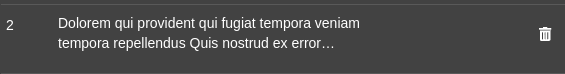 2 Dolorem qui provident qui fugiat tempora veniam
tempora repellendus Quis nostrud ex error…